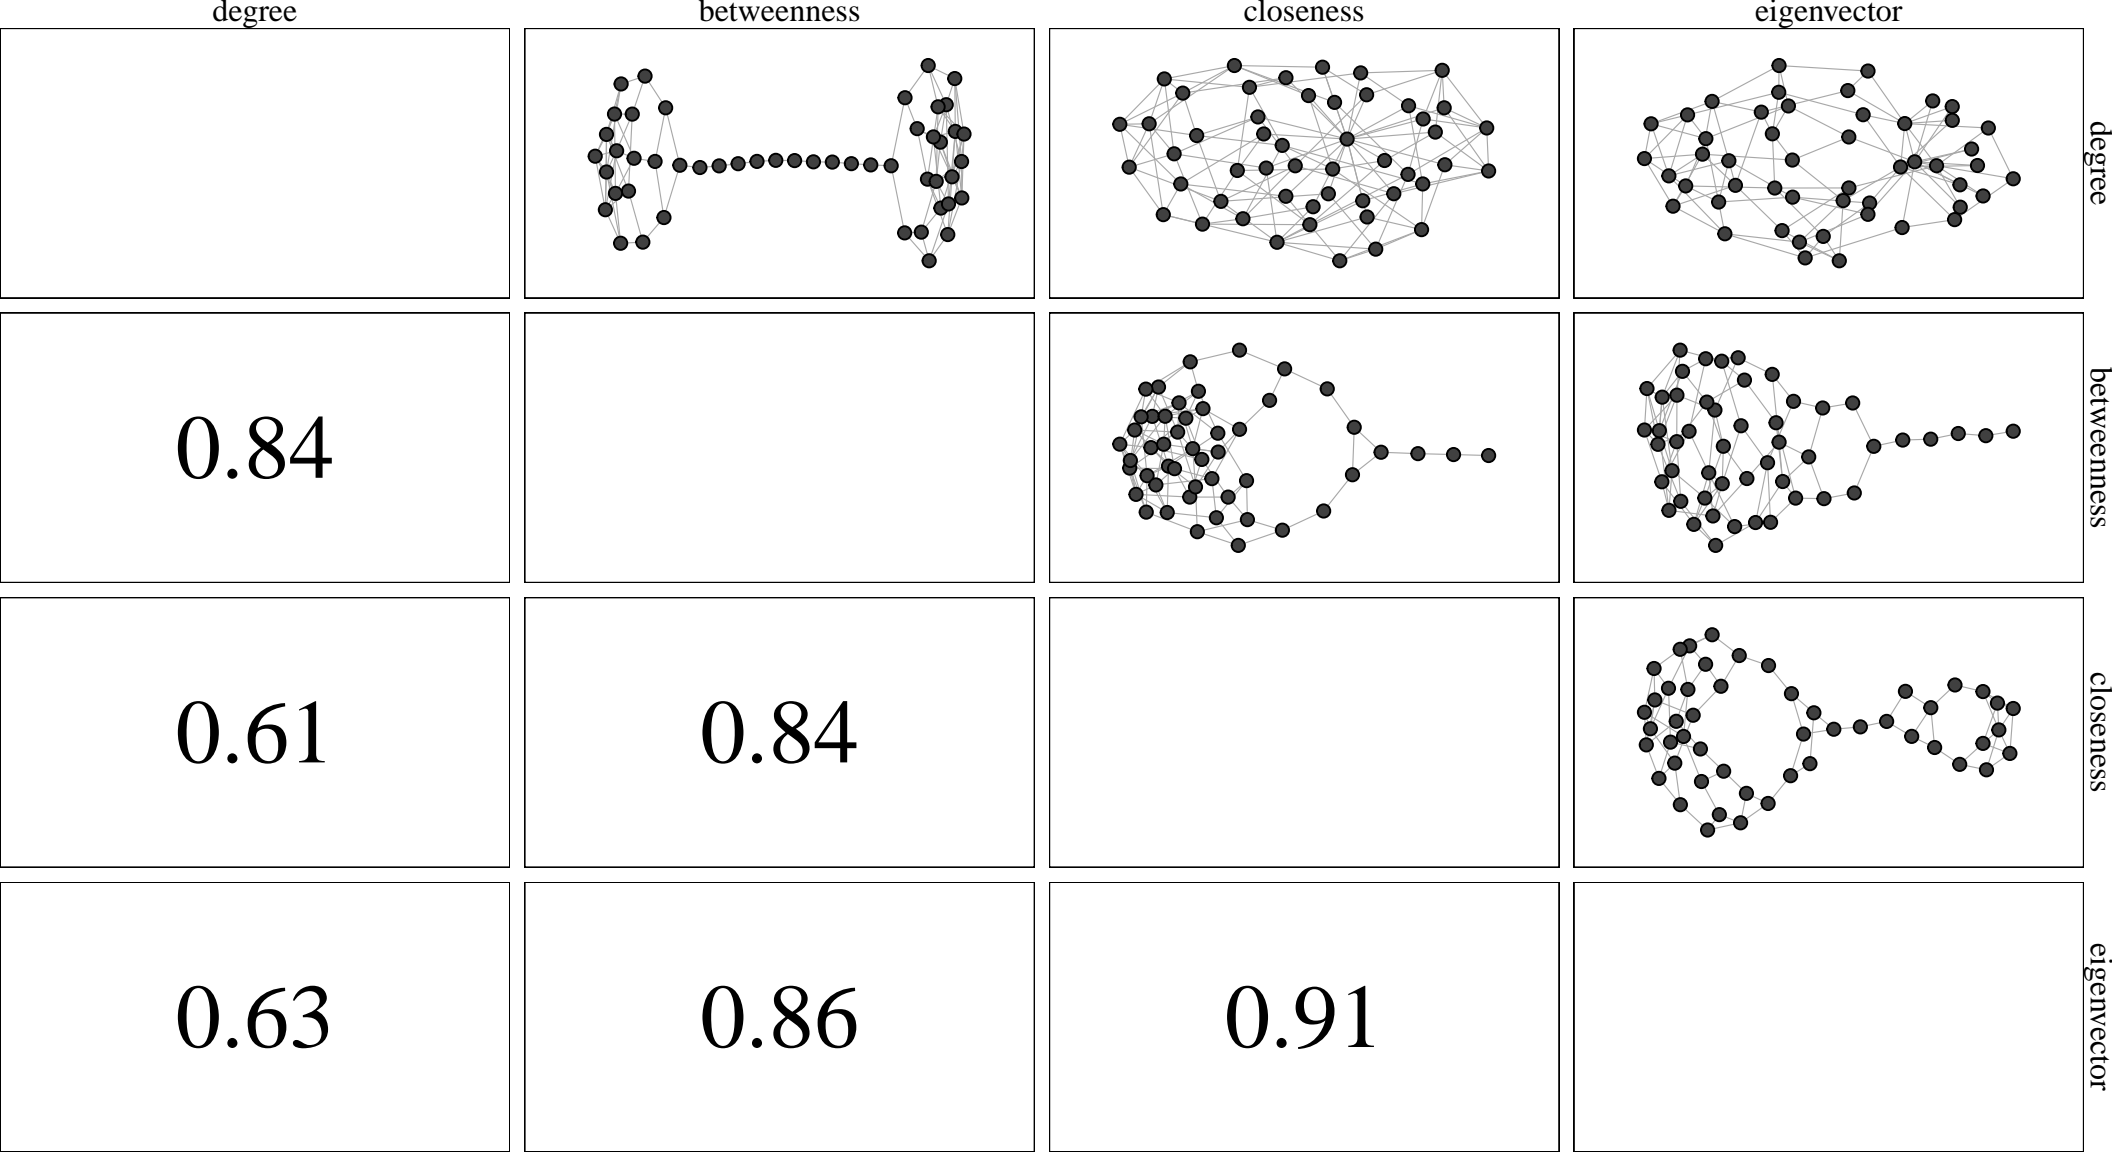 degree betweenness closeness eigenvector
degree
0.84
betweenness
0.61 0.84
closeness
0.63 0.86 0.91
eigenvector